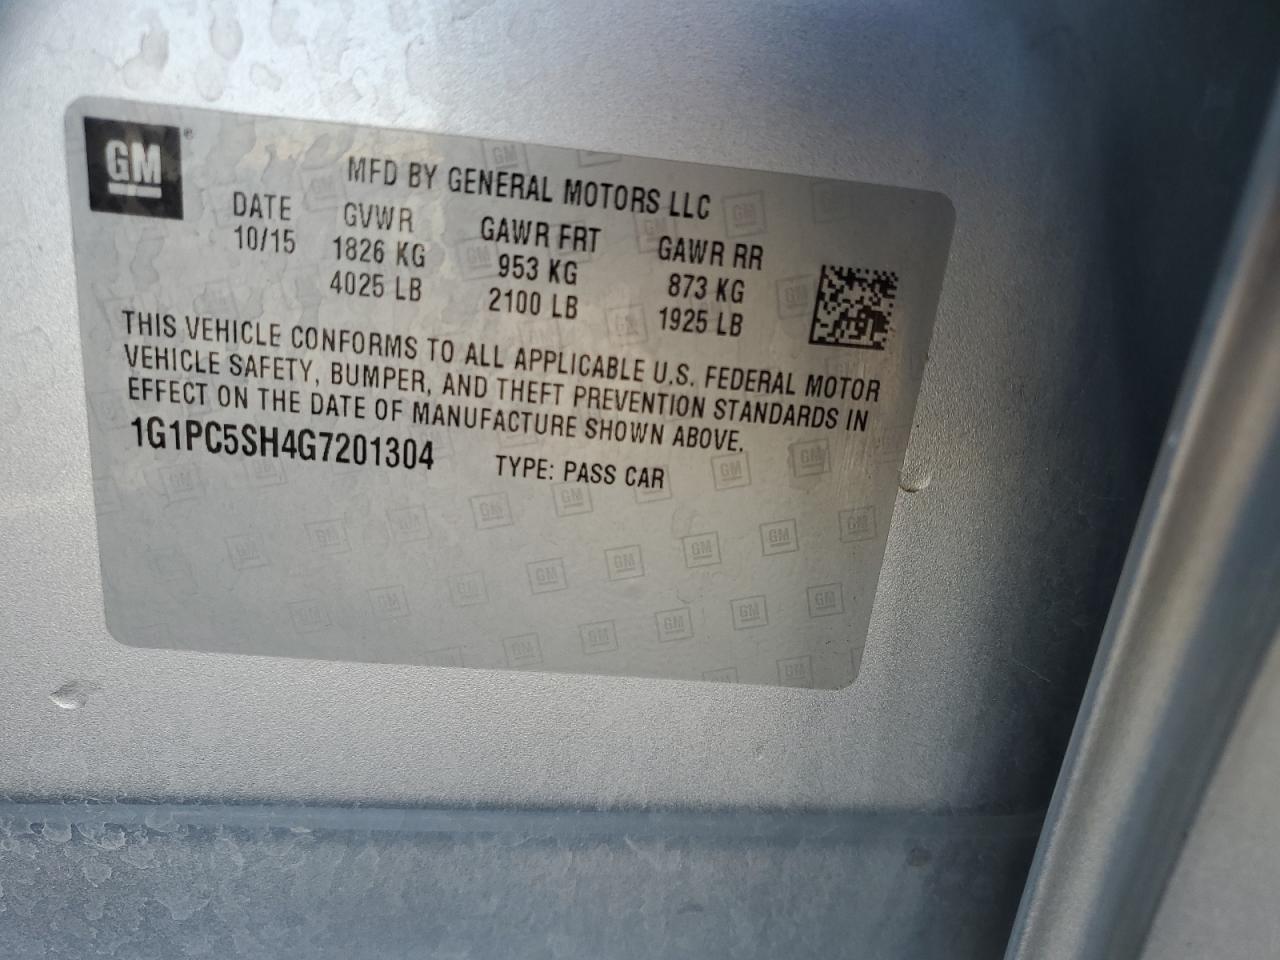 GM®
MFD BY GENERAL MOTORS LLC
DATE GVWR GAWR FRT GAWR RR
10/15 1826 KG 953 KG 873 KG
4025 LB 2100 LB 1925 LB
THIS VEHICLE CONFORMS TO ALL APPLICABLE U.S. FEDERAL MOTOR
VEHICLE SAFETY, BUMPER, AND THEFT PREVENTION STANDARDS IN
EFFECT ON THE DATE OF MANUFACTURE SHOWN ABOVE.
1G1PC5SH4G7201304 TYPE: PASS CAR